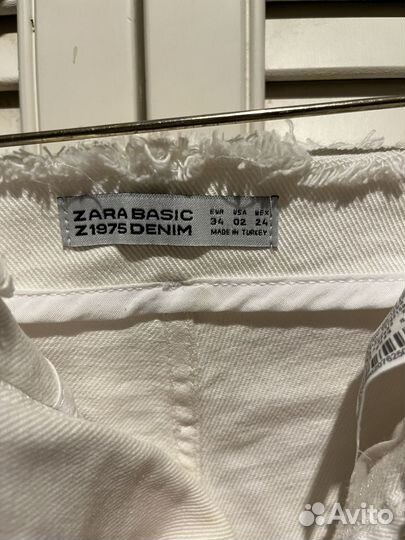 ZARA BASIC
Z1975 DENIM
EUR USA MEX
34 02 24
MADE IN TURKEY
Avito